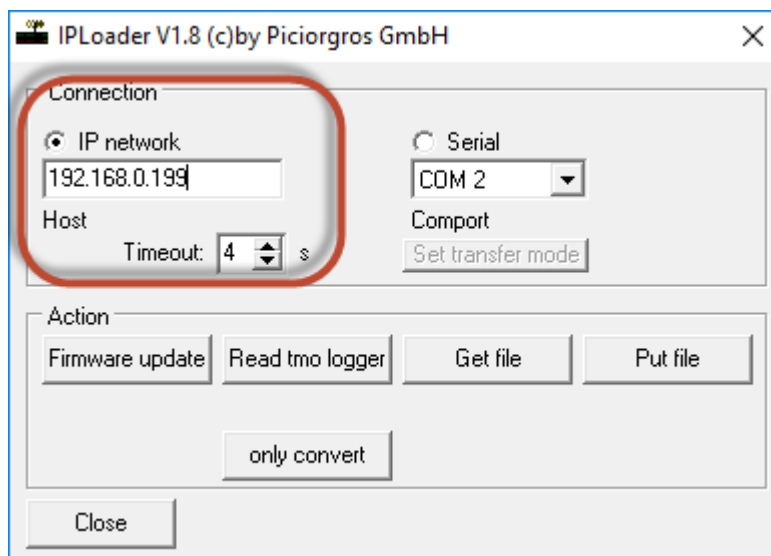 IPLoader V1.8 (c)by Piciorgros GmbH
Connection
IP network
Serial
192.168.0.199
COM 2
Host
Comport
Timeout: 4 s
Set transfer mode
Action
Firmware update
Read tmo logger
Get file
Put file
only convert
Close